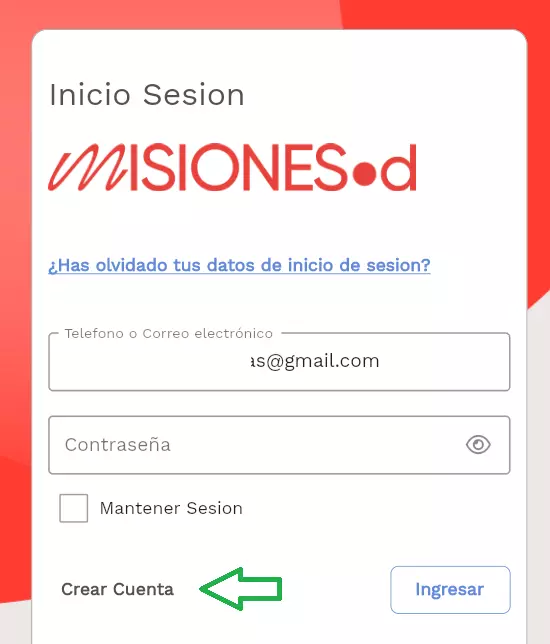 Inicio Sesion
MISIONES•d
¿Has olvidado tus datos de inicio de sesion?
Telefono o Correo electrónico
as@gmail.com
Contraseña
Mantener Sesion
Crear Cuenta
Ingresar